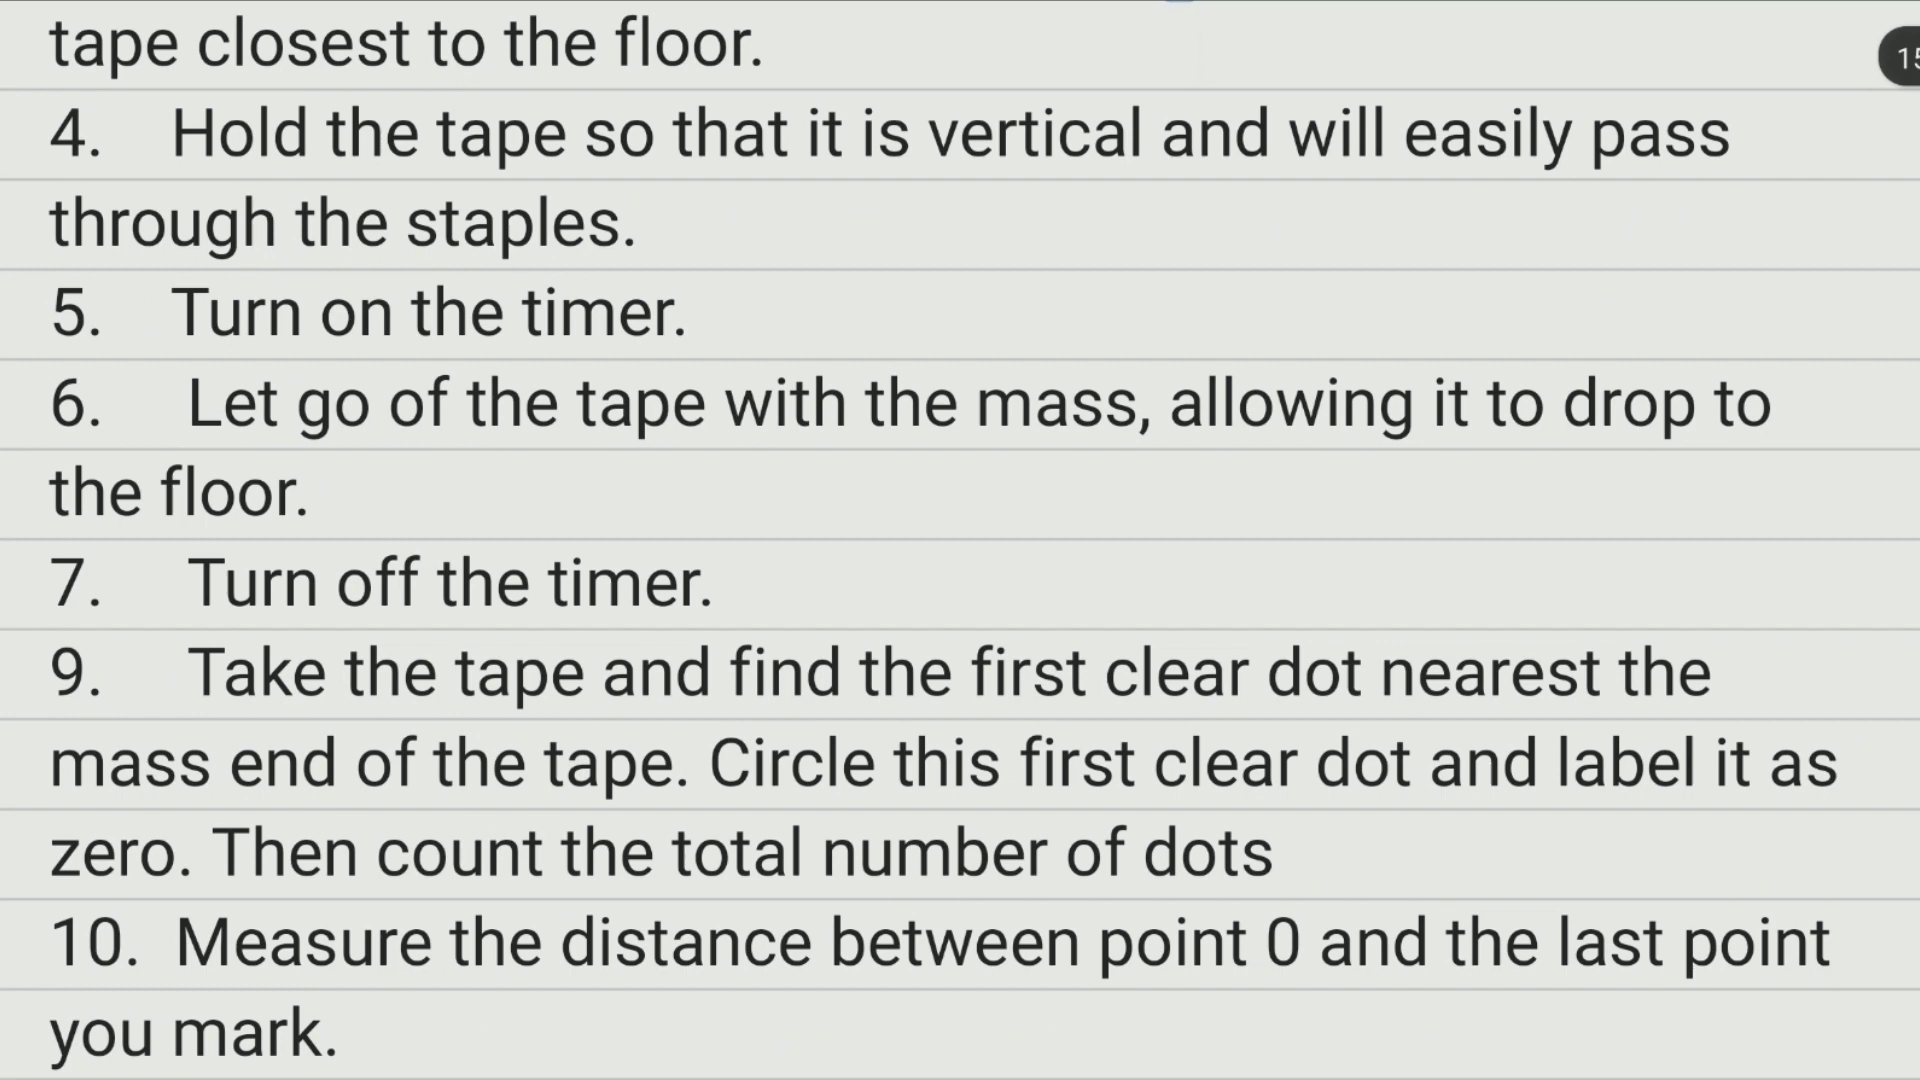 tape closest to the floor.
15
4. Hold the tape so that it is vertical and will easily pass
through the staples.
5. Turn on the timer.
6. Let go of the tape with the mass, allowing it to drop to
the floor.
7. Turn off the timer.
9. Take the tape and find the first clear dot nearest the
mass end of the tape. Circle this first clear dot and label it as
zero. Then count the total number of dots
10. Measure the distance between point 0 and the last point
you mark.